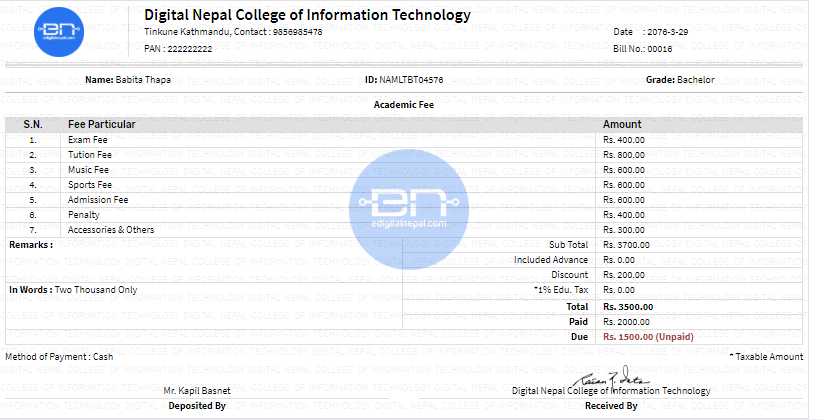 BN
edigitalnepal.com
Digital Nepal College of Information Technology
Tinkune Kathmandu, Contact : 9856985478
PAN : 222222222
Date : 2076-3-29
Bill No.: 00016
Name: Babita Thapa ID: NAMLTBT04576 Grade: Bachelor
Academic Fee
S.N. Fee Particular Amount
1. Exam Fee Rs. 400.00
2. Tution Fee Rs. 800.00
3. Music Fee Rs. 600.00
4. Sports Fee Rs. 600.00
5. Admission Fee Rs. 600.00
6. Penalty Rs. 400.00
7. Accessories & Others Rs. 300.00
BN
edigitalnepal.com
Remarks : Sub Total Rs. 3700.00
Included Advance Rs. 0.00
Discount Rs. 200.00
In Words : Two Thousand Only *1% Edu. Tax Rs. 0.00
Total Rs. 3500.00
Paid Rs. 2000.00
Due Rs. 1500.00 (Unpaid)
Method of Payment : Cash * Taxable Amount
Mr. Kapil Basnet Digital Nepal College of Information Technology
Deposited By Received By